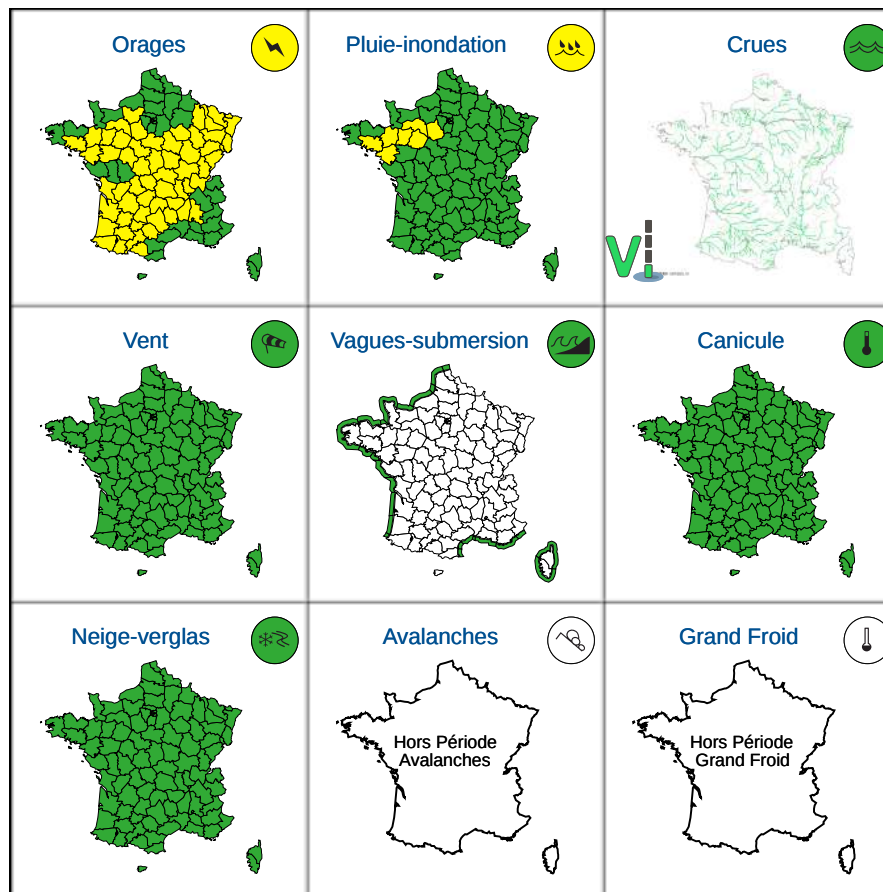 Orages
Pluie-inondation
Crues
Vent
Vagues-submersion
Canicule
Neige-verglas
Avalanches
Grand Froid
Hors Période
Avalanches
Hors Période
Grand Froid